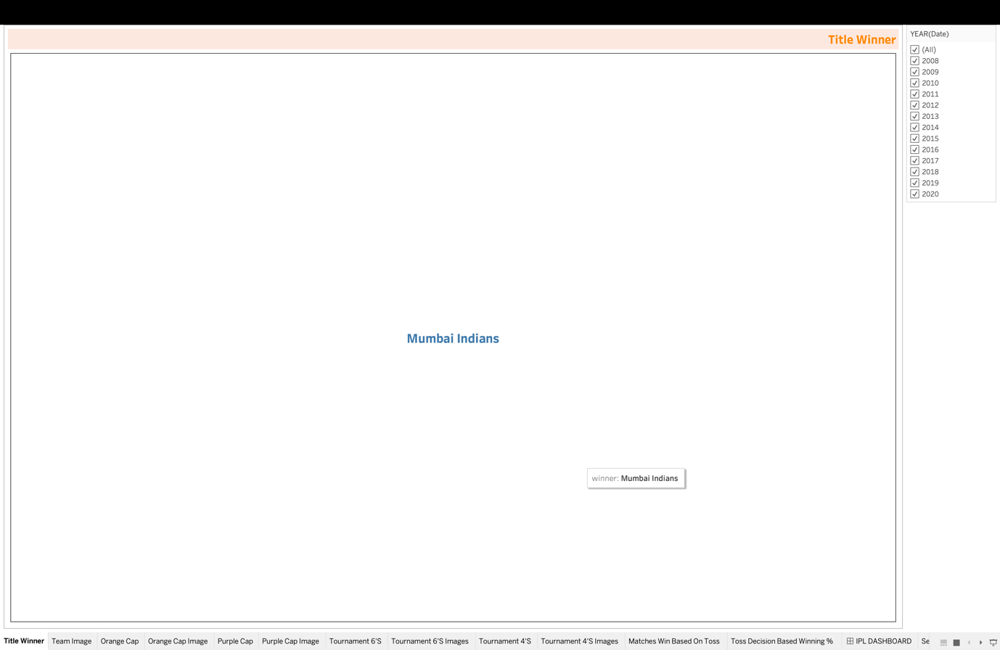 Title Winner
YEAR(Date)
(All)
2008
2009
2010
2011
2012
2013
2014
2015
2016
2017
2018
2019
2020
Mumbai Indians
winner: Mumbai Indians
Title Winner Team Image Orange Cap Orange Cap Image Purple Cap Purple Cap Image Tournament 6'S Tournament 6'S Images Tournament 4'S Tournament 4'S Images Matches Win Based On Toss Toss Decision Based Winning % IPL DASHBOARD Se